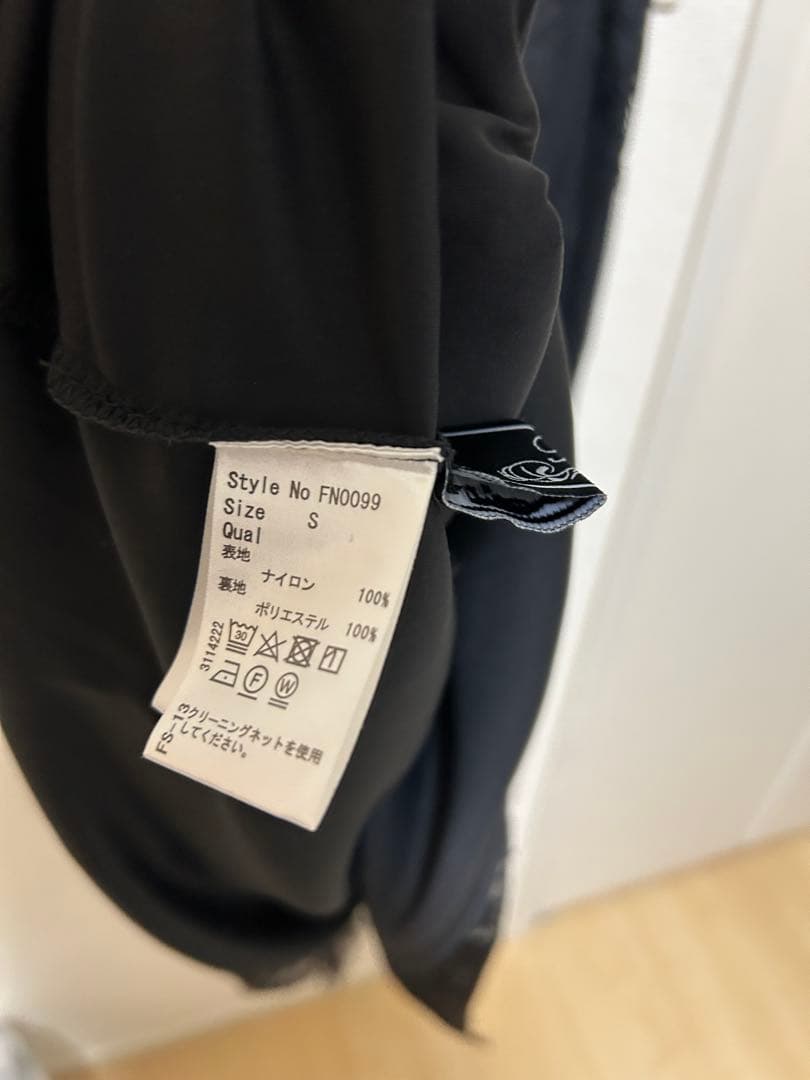 Style No FN0099
Size S
Qual
表地
ナイロン 100%
裏地
ポリエステル 100%
3114222
30
F
W
FS-13
クリーニングネットを使用
してください。